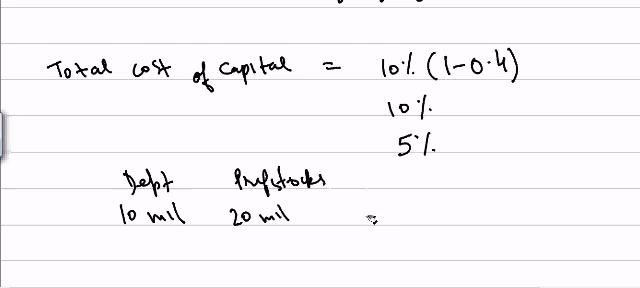 Total cost of capital = 10% (1-0.4)
10%
5%
Dept Prefstocks
10 mil 20 mil